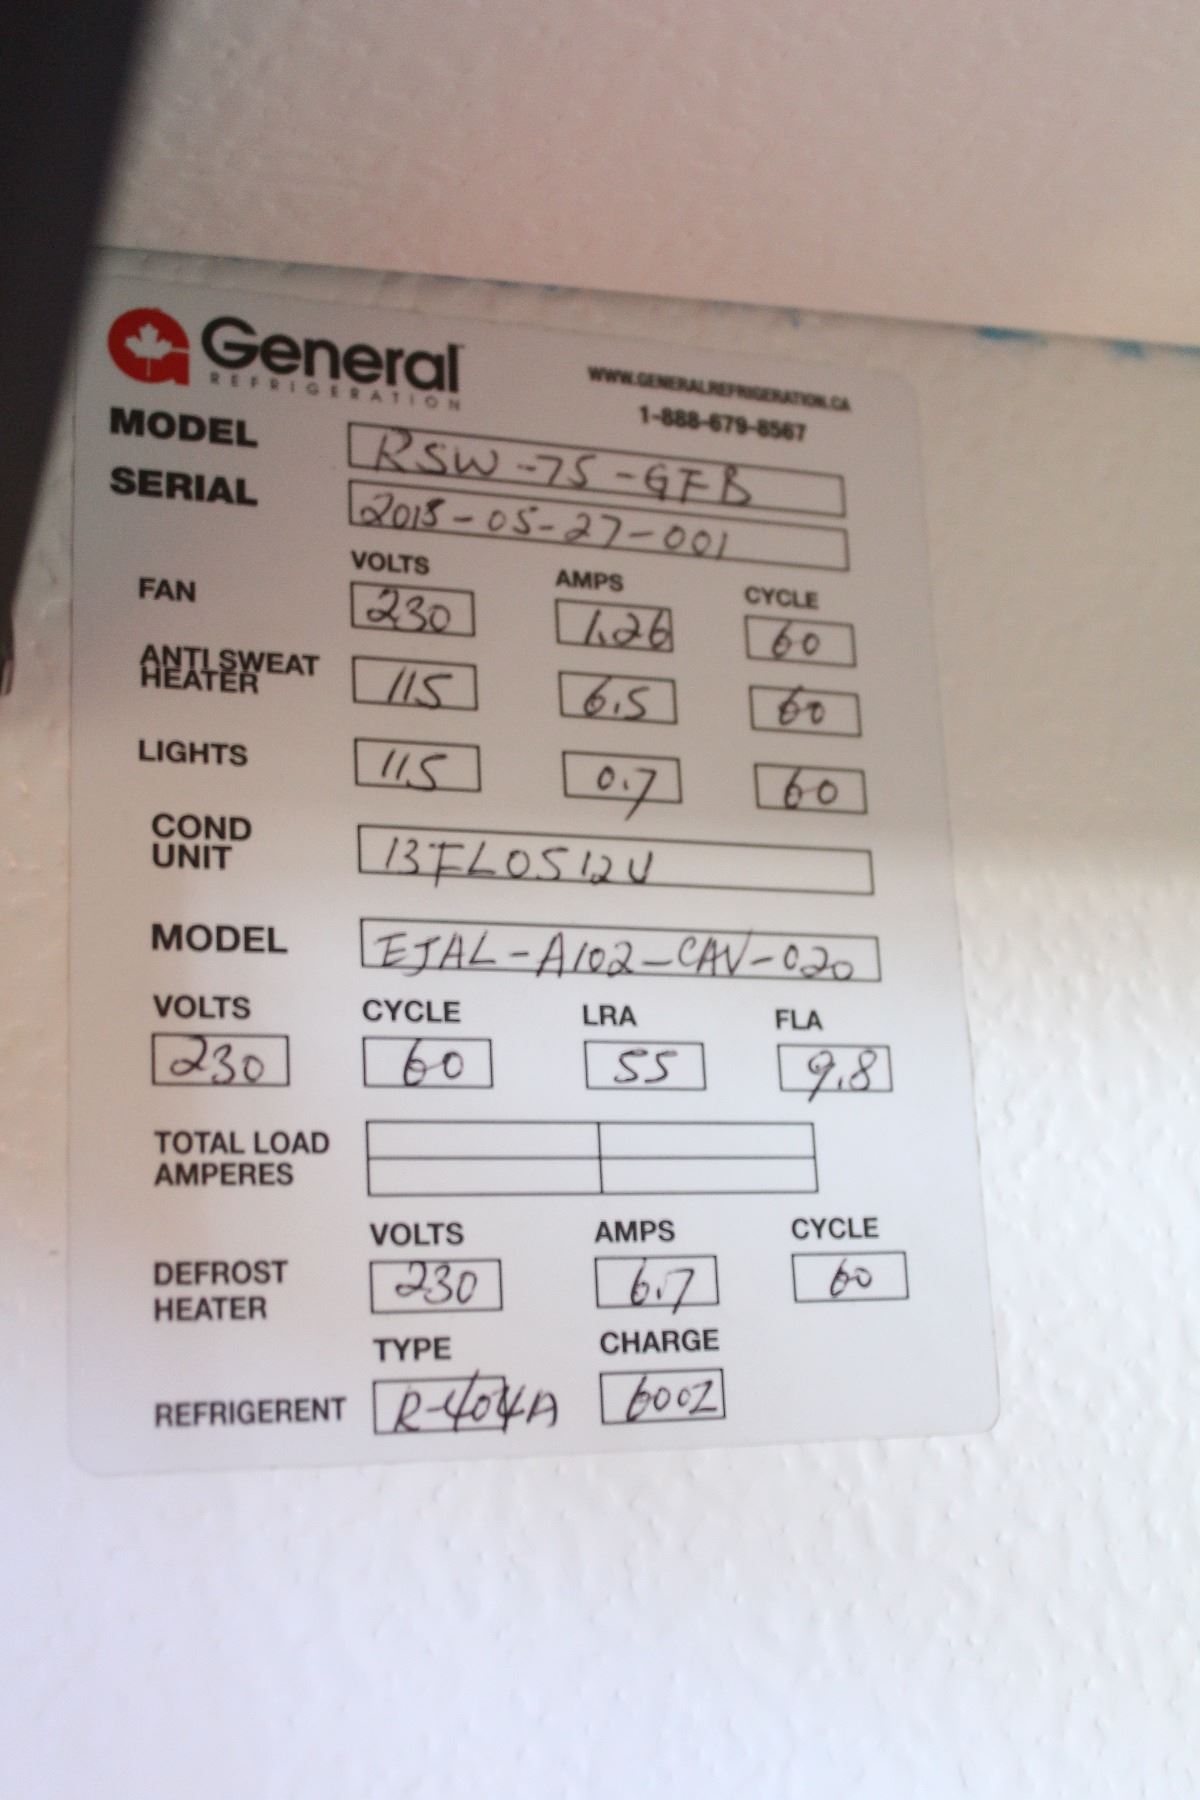 General
REFRIGERATION
WWW.GENERALREFRIGERATION.CA
1-888-679-8567
MODEL RSW-75-GFB
SERIAL 2015-05-27-001
VOLTS AMPS CYCLE
FAN 230 1.26 60
ANTI SWEAT
HEATER 115 6.5 60
LIGHTS 115 0.7 60
COND
UNIT 13FL0512U
MODEL EJAL-A102-CAV-020
VOLTS CYCLE LRA FLA
230 60 55 9.8
TOTAL LOAD
AMPERES
VOLTS AMPS CYCLE
DEFROST
HEATER 230 6.7 60
TYPE CHARGE
REFRIGERENT R-404A 60OZ